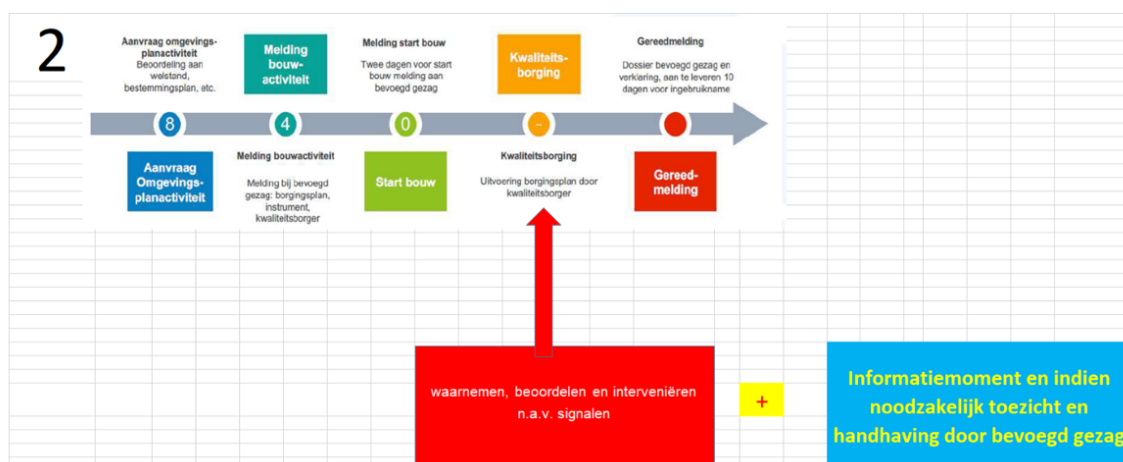 2
Aanvraag omgevings-
planactiviteit
Beoordeling aan
welstand,
bestemmingsplan, etc.
Melding
bouw-
activiteit
Melding start bouw
Twee dagen voor start
bouw melding aan
bevoegd gezag
Kwaliteits-
borging
Gereedmelding
Dossier bevoegd gezag en
verklaring, aan te leveren 10
dagen voor ingebruikname
8
4
0
-
Aanvraag
Omgevings-
planactiviteit
Melding bouwactiviteit
Melding bij bevoegd
gezag: borgingsplan,
instrument,
kwaliteitsborger
Start bouw
Kwaliteitsborging
Uitvoering borgingsplan door
kwaliteitsborger
Gereed-
melding
waarnemen, beoordelen en interveniëren
n.a.v. signalen
+
Informatiemoment en indien
noodzakelijk toezicht en
handhaving door bevoegd gezag